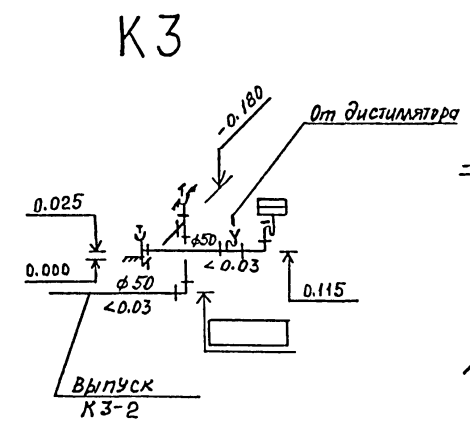 К3
-0.180
От дистиллятора
0.025
ф50
<0.03
0.000
ф50
<0.03
0.115
Выпуск
К3-2